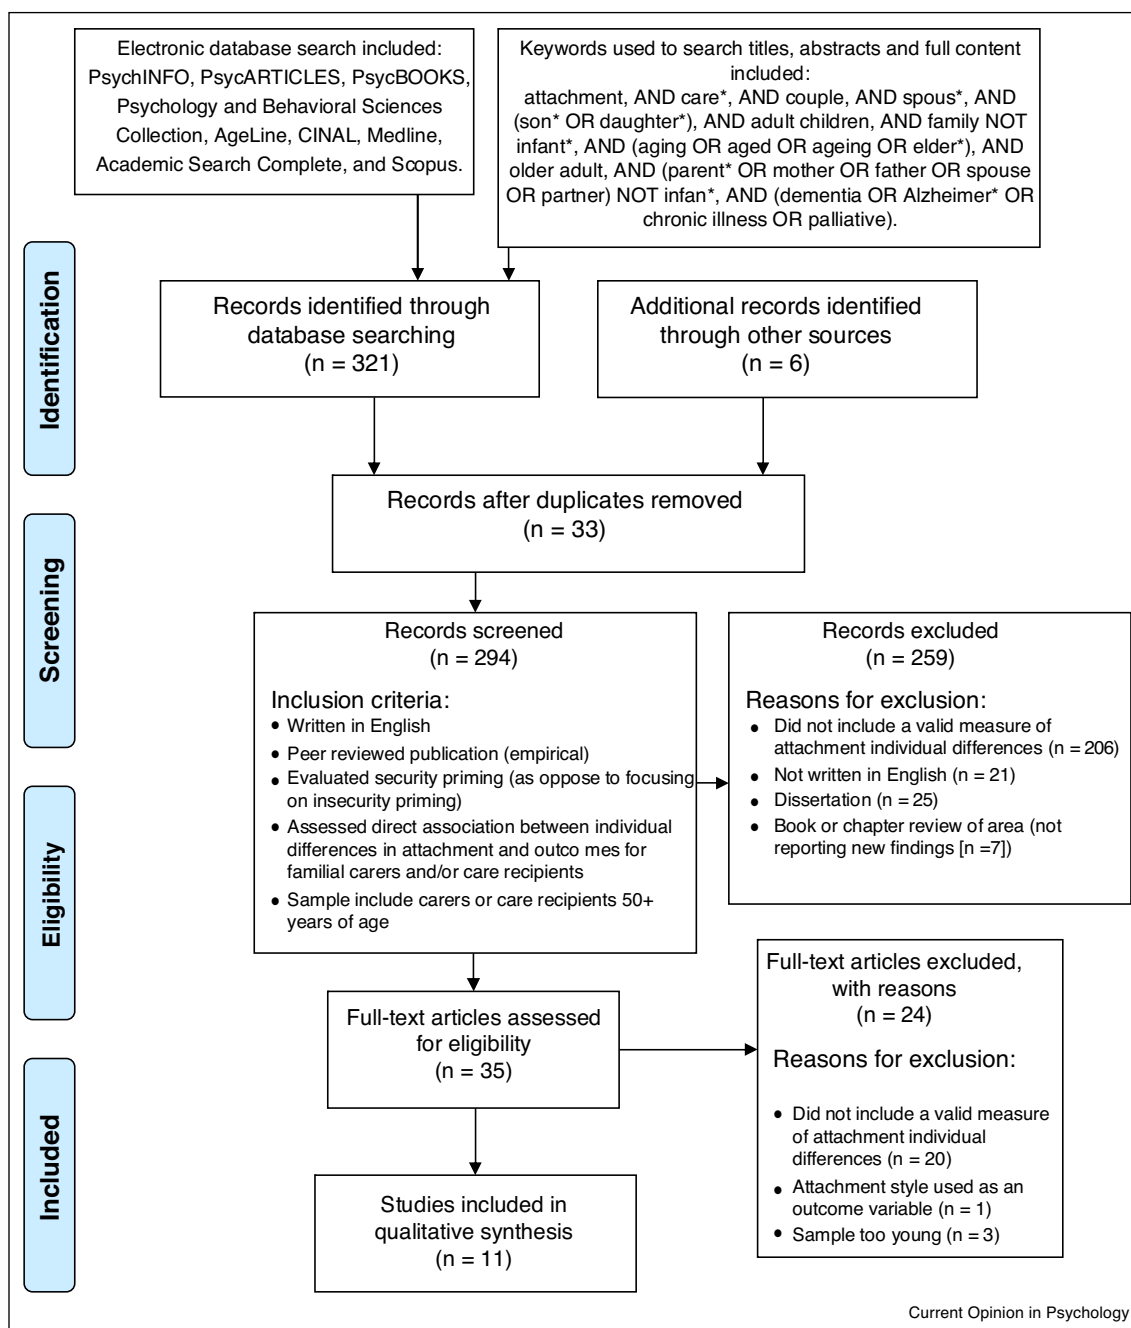 Electronic database search included:
PsychINFO, PsycARTICLES, PsycBOOKS,
Psychology and Behavioral Sciences
Collection, AgeLine, CINAL, Medline,
Academic Search Complete, and Scopus.
Keywords used to search titles, abstracts and full content
included:
attachment, AND care*, AND couple, AND spous*, AND
(son* OR daughter*), AND adult children, AND family NOT
infant*, AND (aging OR aged OR ageing OR elder*), AND
older adult, AND (parent* OR mother OR father OR spouse
OR partner) NOT infan*, AND (dementia OR Alzheimer* OR
chronic illness OR palliative).
Identification
Records identified through
database searching
(n = 321)
Additional records identified
through other sources
(n = 6)
Records after duplicates removed
(n = 33)
Screening
Records screened
(n = 294)
Inclusion criteria:
• Written in English
• Peer reviewed publication (empirical)
• Evaluated security priming (as oppose to focusing
on insecurity priming)
• Assessed direct association between individual
differences in attachment and outco mes for
familial carers and/or care recipients
• Sample include carers or care recipients 50+
years of age
Records excluded
(n = 259)
Reasons for exclusion:
• Did not include a valid measure of
attachment individual differences (n = 206)
• Not written in English (n = 21)
• Dissertation (n = 25)
• Book or chapter review of area (not
reporting new findings [n =7])
Eligibility
Full-text articles assessed
for eligibility
(n = 35)
Full-text articles excluded,
with reasons
(n = 24)
Reasons for exclusion:
• Did not include a valid measure
of attachment individual
differences (n = 20)
• Attachment style used as an
outcome variable (n = 1)
• Sample too young (n = 3)
Included
Studies included in
qualitative synthesis
(n = 11)
Current Opinion in Psychology